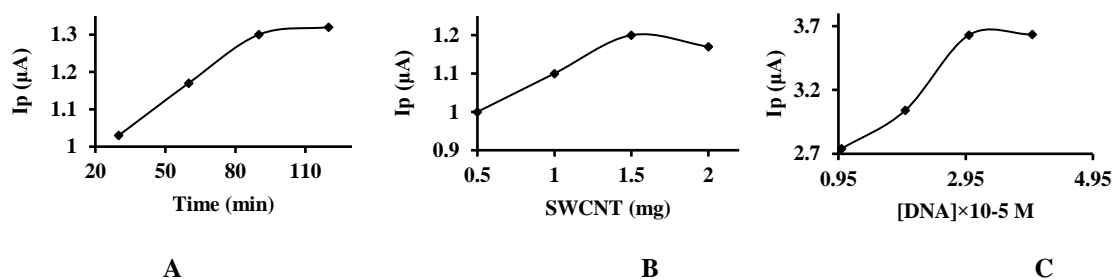 Ip (µA)
1.3
1.2
1.1
1
20
50
80
110
Time (min)
A
Ip (µA)
1.2
1.1
1
0.9
0.5
1
1.5
2
SWCNT (mg)
B
Ip (µA)
3.7
3.2
2.7
0.95
2.95
4.95
[DNA]×10-5 M
C